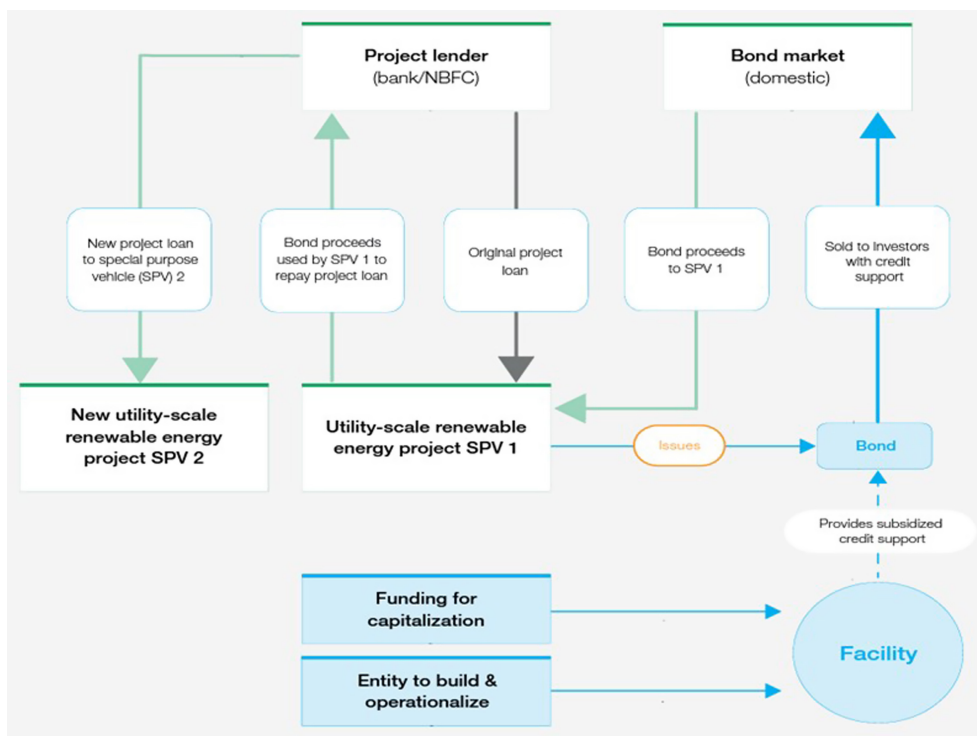 Project lender
(bank/NBFC)
Bond market
(domestic)
New project loan
to special purpose
vehicle (SPV) 2
Bond proceeds
used by SPV 1 to
repay project loan
Original project
loan
Bond proceeds
to SPV 1
Sold to investors
with credit
support
New utility-scale
renewable energy
project SPV 2
Utility-scale renewable
energy project SPV 1
Issues
Bond
Provides subsidized
credit support
Funding for
capitalization
Entity to build &
operationalize
Facility